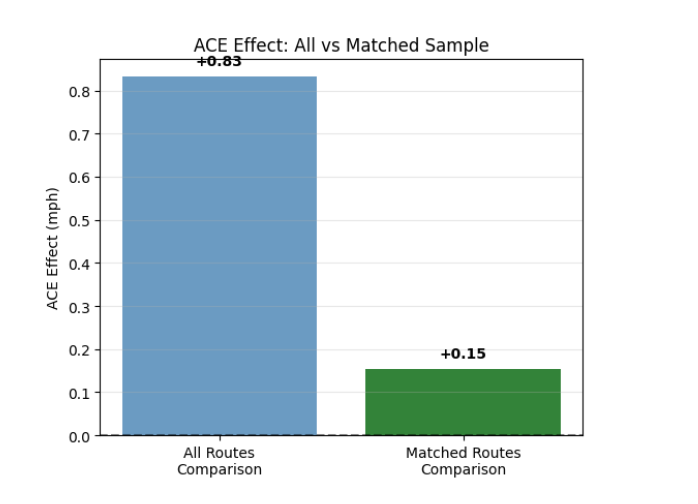 ACE Effect: All vs Matched Sample
+0.83
0.8
0.7
0.6
0.5
0.4
0.3
0.2
0.1
0.0
ACE Effect (mph)
+0.15
All Routes
Comparison
Matched Routes
Comparison